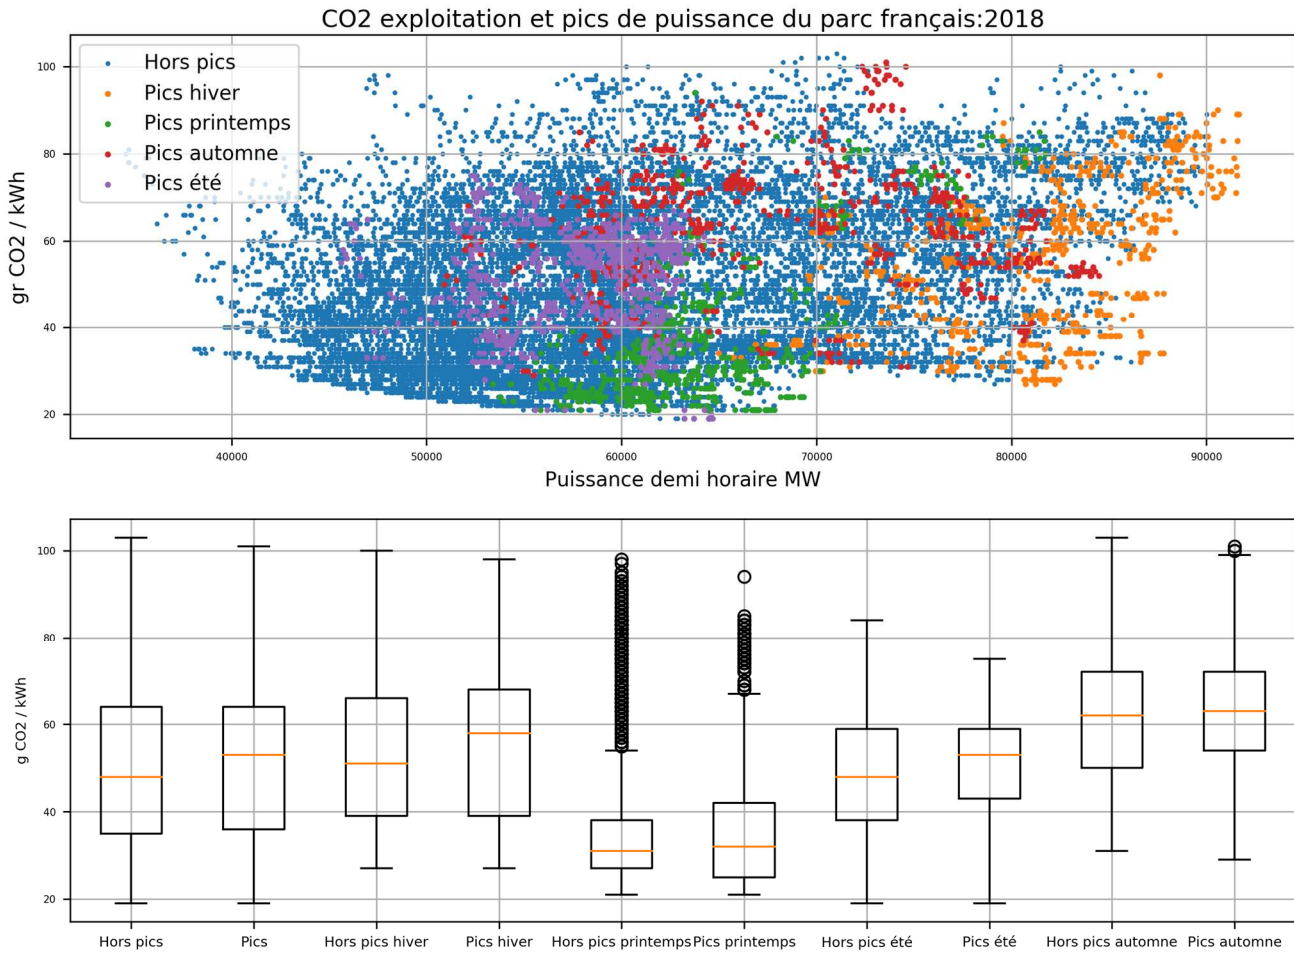 CO2 exploitation et pics de puissance du parc français:2018
gr CO2 / kWh
100
80
60
40
20
Hors pics
Pics hiver
Pics printemps
Pics automne
Pics été
40000 50000 60000 70000 80000 90000
Puissance demi horaire MW
g CO2 / kWh
100
80
60
40
20
Hors pics Pics Hors pics hiver Pics hiver Hors pics printemps Pics printemps Hors pics été Pics été Hors pics automne Pics automne